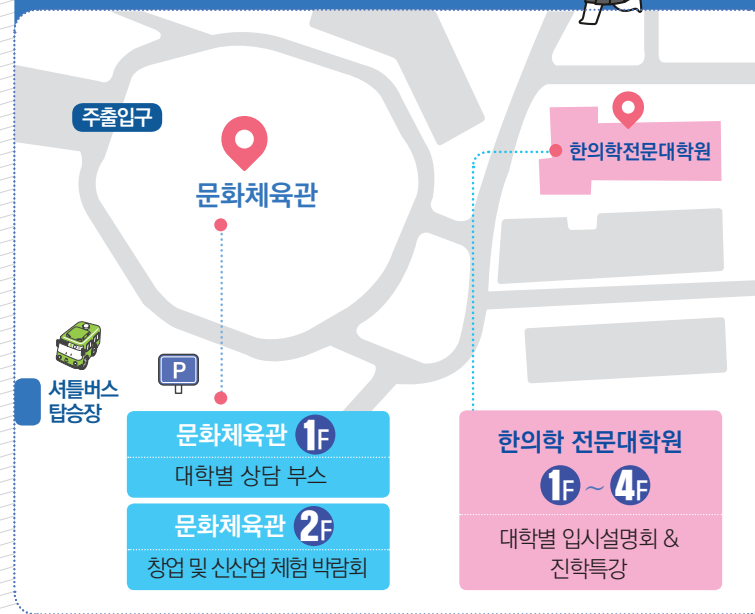 주출입구
문화체육관
한의학전문대학원
P
셔틀버스
탑승장
문화체육관 1F
대학별 상담 부스
문화체육관 2F
창업 및 신산업 체험 박람회
한의학 전문대학원
1F ~ 4F
대학별 입시설명회 &
진학특강